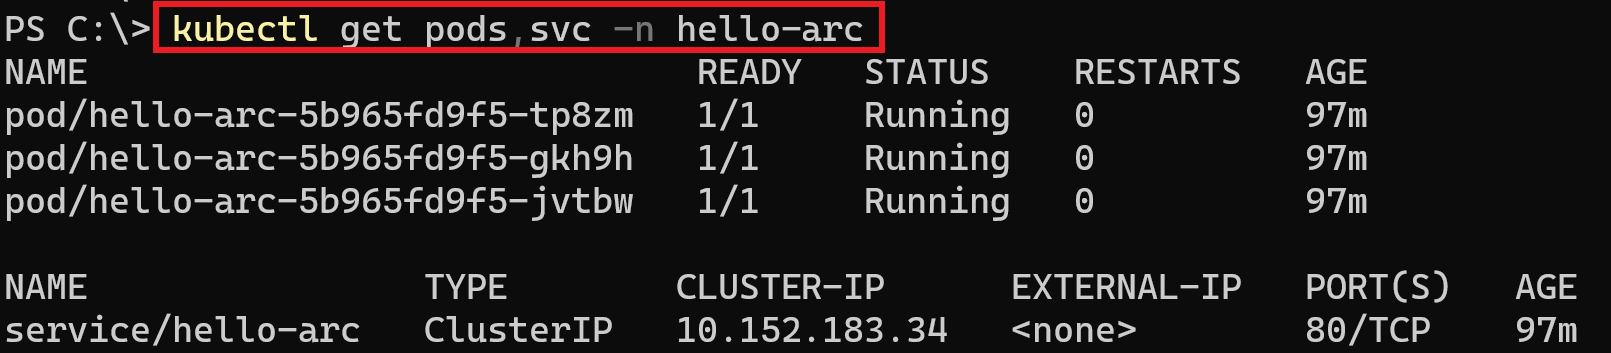 PS C:\> kubectl get pods,svc -n hello-arc
NAME                             READY   STATUS    RESTARTS   AGE
pod/hello-arc-5b965fd9f5-tp8zm   1/1     Running   0          97m
pod/hello-arc-5b965fd9f5-gkh9h   1/1     Running   0          97m
pod/hello-arc-5b965fd9f5-jvtbw   1/1     Running   0          97m

NAME                TYPE        CLUSTER-IP      EXTERNAL-IP   PORT(S)   AGE
service/hello-arc   ClusterIP   10.152.183.34   <none>        80/TCP    97m